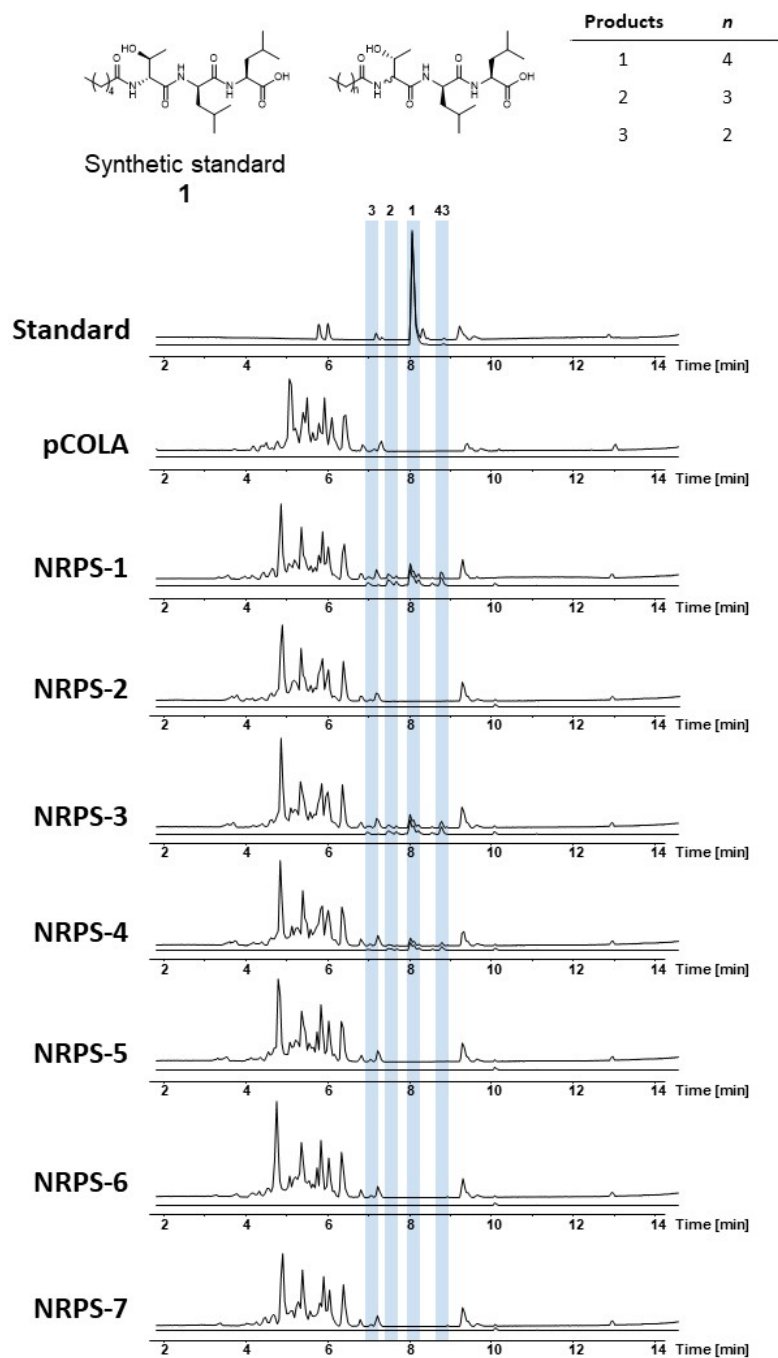 Products n
1 4
2 3
3 2
HO
O
H
N
O
OH
4
N
H
O
N
H
O
HO
O
H
N
O
OH
n
N
H
O
N
H
O
Synthetic standard
1
3 2 1 43
Standard
2 4 6 8 10 12 14 Time [min]
pCOLA
2 4 6 8 10 12 14 Time [min]
NRPS-1
2 4 6 8 10 12 14 Time [min]
NRPS-2
2 4 6 8 10 12 14 Time [min]
NRPS-3
2 4 6 8 10 12 14 Time [min]
NRPS-4
2 4 6 8 10 12 14 Time [min]
NRPS-5
2 4 6 8 10 12 14 Time [min]
NRPS-6
2 4 6 8 10 12 14 Time [min]
NRPS-7
2 4 6 8 10 12 14 Time [min]